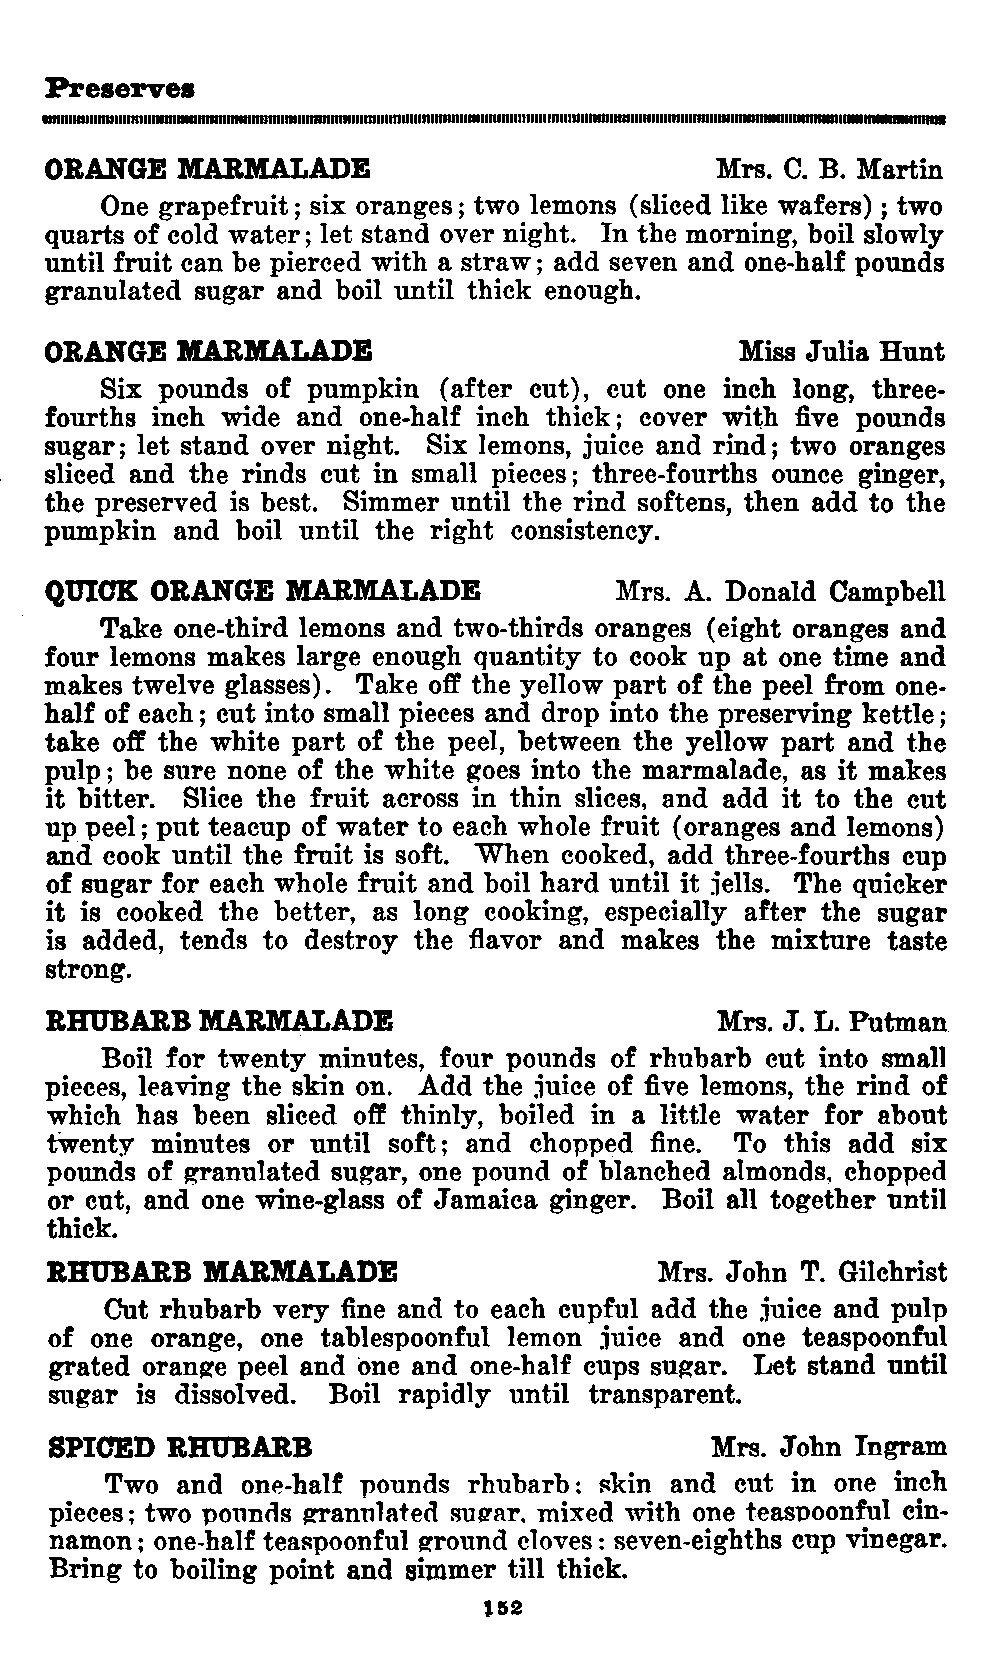 Preserves
ORANGE MARMALADE Mrs. C. B. Martin
One grapefruit; six oranges; two lemons (sliced like wafers) ; two
quarts of cold water; let stand over night. In the morning, boil slowly
until fruit can be pierced with a straw; add seven and one-half pounds
granulated sugar and boil until thick enough.
ORANGE MARMALADE Miss Julia Hunt
Six pounds of pumpkin (after cut), cut one inch long, three-
fourths inch wide and one-half inch thick; cover with five pounds
sugar; let stand over night. Six lemons, juice and rind; two oranges
sliced and the rinds cut in small pieces; three-fourths ounce ginger,
the preserved is best. Simmer until the rind softens, then add to the
pumpkin and boil until the right consistency.
QUICK ORANGE MARMALADE Mrs. A. Donald Campbell
Take one-third lemons and two-thirds oranges (eight oranges and
four lemons makes large enough quantity to cook up at one time and
makes twelve glasses). Take off the yellow part of the peel from one-
half of each; cut into small pieces and drop into the preserving kettle;
take off the white part of the peel, between the yellow part and the
pulp; be sure none of the white goes into the marmalade, as it makes
it bitter. Slice the fruit across in thin slices, and add it to the cut
up peel; put teacup of water to each whole fruit (oranges and lemons)
and cook until the fruit is soft. When cooked, add three-fourths cup
of sugar for each whole fruit and boil hard until it jells. The quicker
it is cooked the better, as long cooking, especially after the sugar
is added, tends to destroy the flavor and makes the mixture taste
strong.
RHUBARB MARMALADE Mrs. J. L. Putman
Boil for twenty minutes, four pounds of rhubarb cut into small
pieces, leaving the skin on. Add the juice of five lemons, the rind of
which has been sliced off thinly, boiled in a little water for about
twenty minutes or until soft; and chopped fine. To this add six
pounds of granulated sugar, one pound of blanched almonds, chopped
or cut, and one wine-glass of Jamaica ginger. Boil all together until
thick.
RHUBARB MARMALADE Mrs. John T. Gilchrist
Cut rhubarb very fine and to each cupful add the juice and pulp
of one orange, one tablespoonful lemon juice and one teaspoonful
grated orange peel and one and one-half cups sugar. Let stand until
sugar is dissolved. Boil rapidly until transparent.
SPICED RHUBARB Mrs. John Ingram
Two and one-half pounds rhubarb: skin and cut in one inch
pieces; two pounds granulated sugar, mixed with one teaspoonful cin-
namon; one-half teaspoonful ground cloves: seven-eighths cup vinegar.
Bring to boiling point and simmer till thick.
152